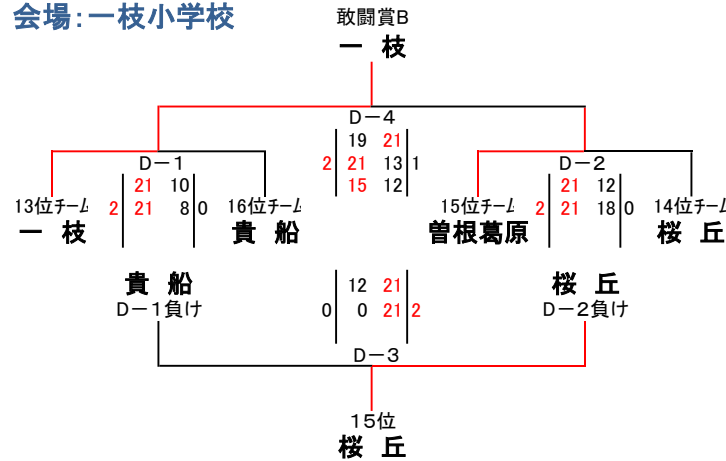 会場：一枝小学校
敢闘賞B
一 枝
D－4
19 21
2 21 13 1
15 12
D－1
21 10
2 21 8 0
D－2
21 12
2 21 18 0
13位チーム
一 枝
16位チーム
貴 船
15位チーム
曽根葛原
14位チーム
桜 丘
貴 船
D－1負け
桜 丘
D－2負け
12 21
0 0 21 2
D－3
15位
桜 丘